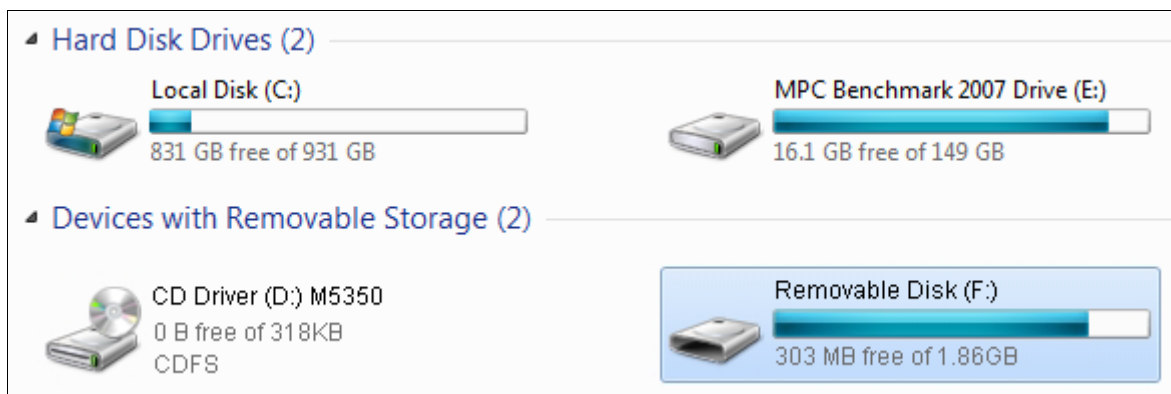 Hard Disk Drives (2)
Local Disk (C:)
831 GB free of 931 GB
MPC Benchmark 2007 Drive (E:)
16.1 GB free of 149 GB
Devices with Removable Storage (2)
CD Driver (D:) M5350
0 B free of 318KB
CDFS
Removable Disk (F:)
303 MB free of 1.86GB